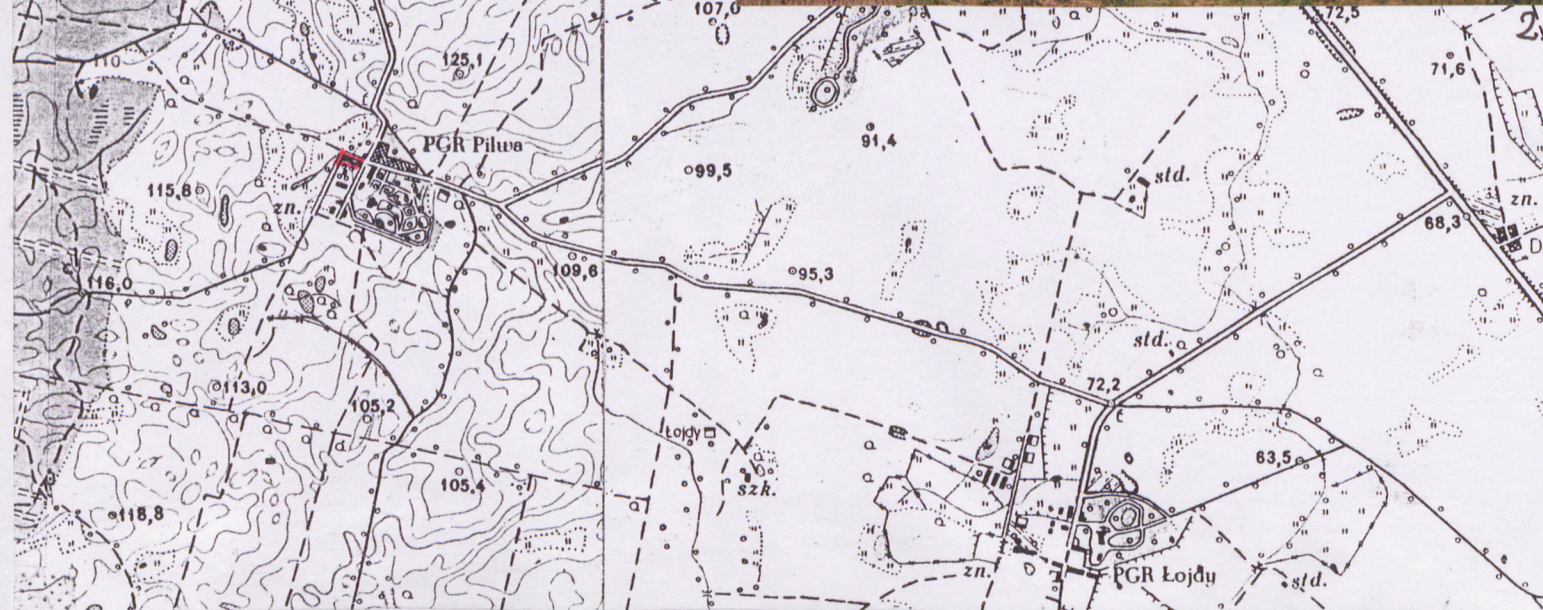 107,0
72,5
2
110
125,1
71,6
PGR Pilwa
91,4
99,5
std.
115,8
zn.
zn.
68,3
D
109,6
95,3
116,0
std.
72,2
113,0
105,2
Łojdy
63,5
105,4
szk.
118,8
zn.
PGR Łojdy
std.